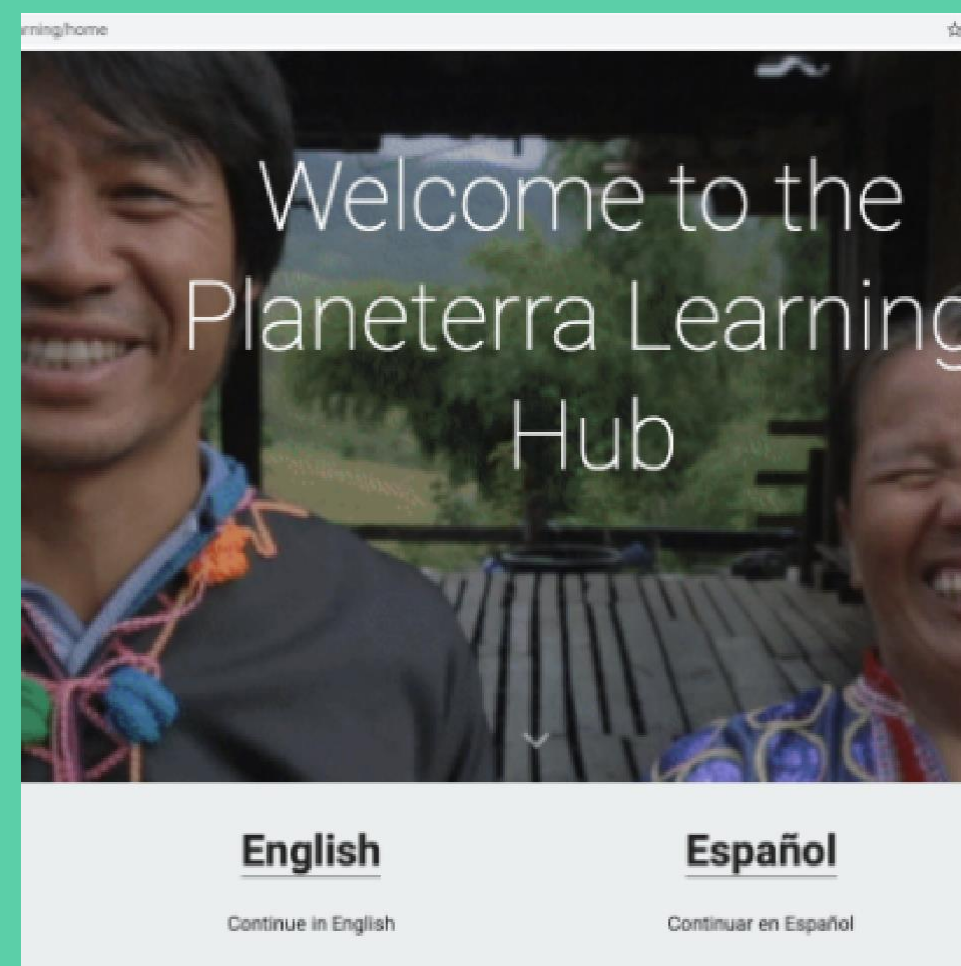 rning/home
Welcome to the
Planeterra Learning
Hub
English
Español
Continue in English
Continuar en Español